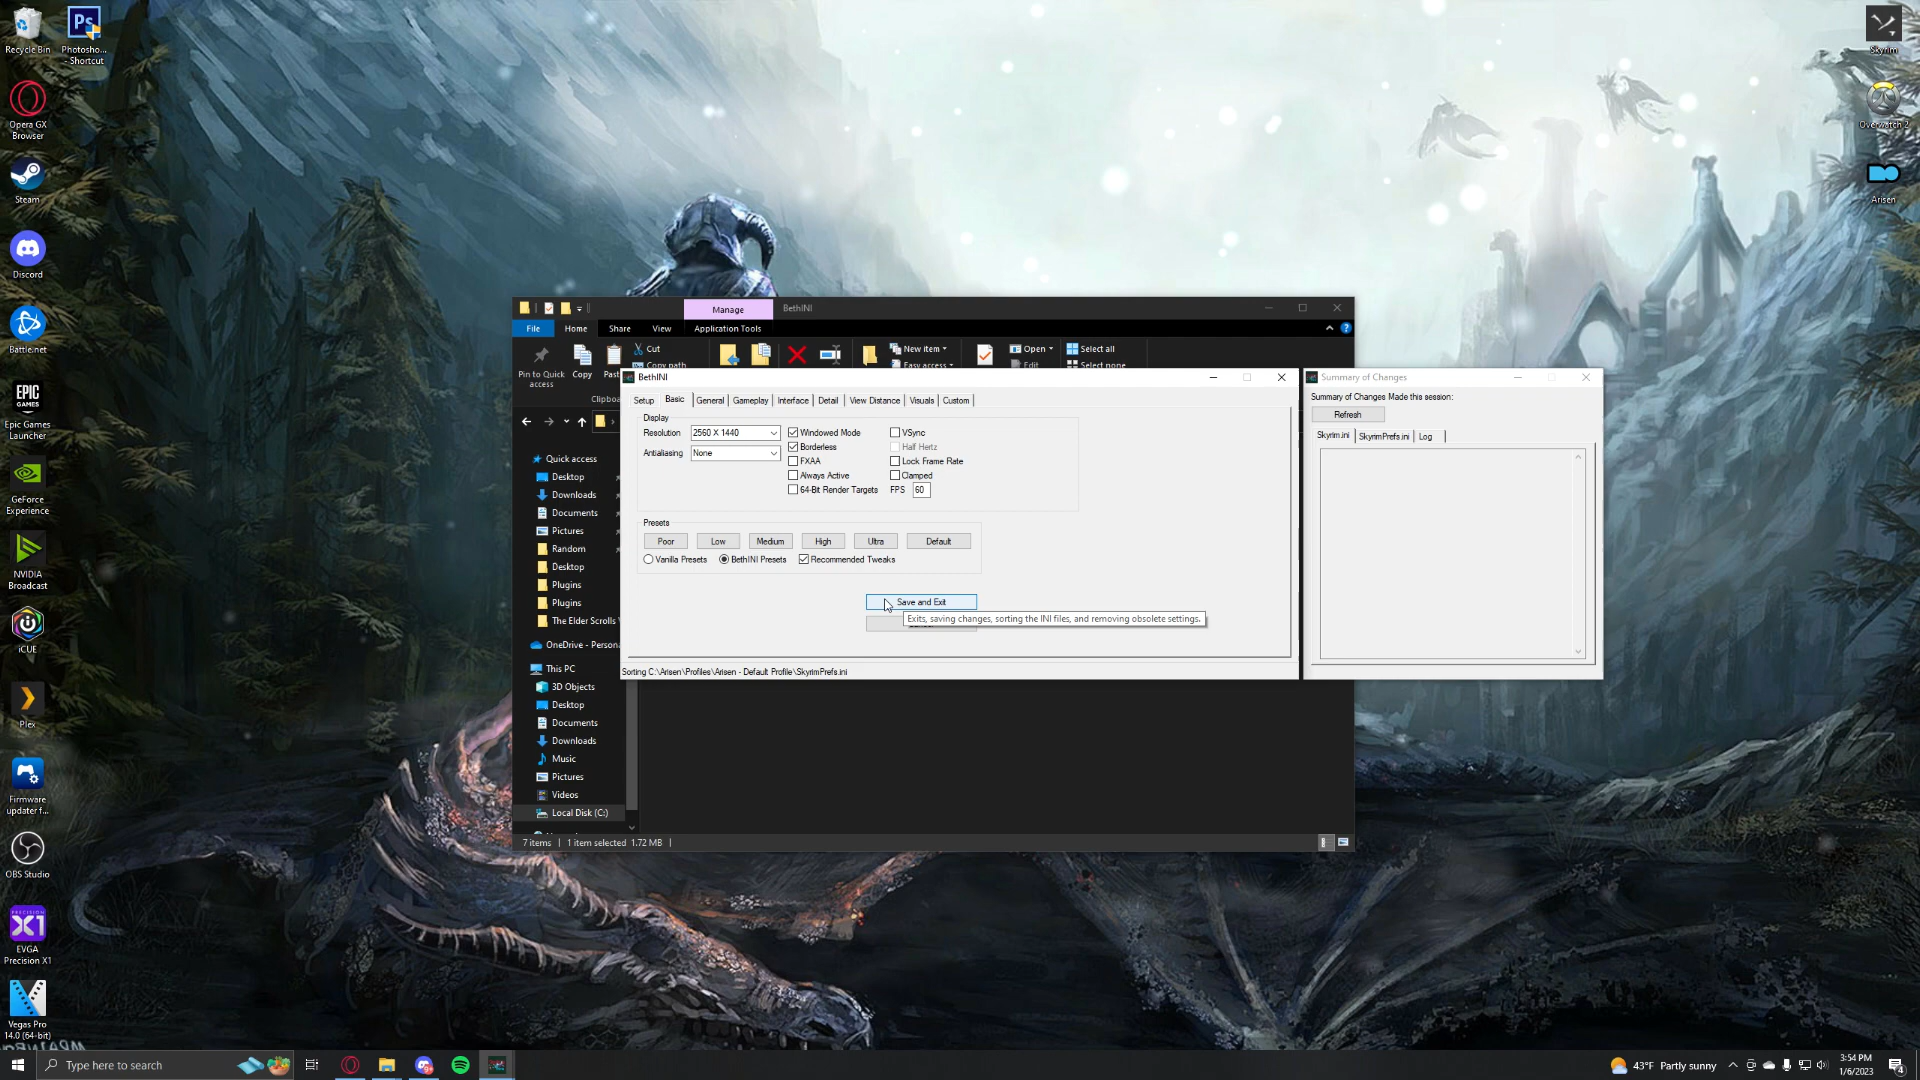 Recycle Bin
Photosho...
- Shortcut
Opera GX
Browser
Steam
Discord
Battle.net
Epic Games
Launcher
GeForce
Experience
NVIDIA
Broadcast
iCUE
Plex
Firmware
updater f...
OBS Studio
EVGA
Precision X1
Vegas Pro
14.0 (64-bit)
Skyrim
Overwatch 2
Arisen
Manage
BethINI
File
Home
Share
View
Application Tools
Pin to Quick
access
Copy
Past
Cut
Copy path
New item
Easy access
Open
Edit
Select all
Select none
Clipboa
Quick access
Desktop
Downloads
Documents
Pictures
Random
Desktop
Plugins
Plugins
The Elder Scrolls
OneDrive - Person
This PC
3D Objects
Desktop
Documents
Downloads
Music
Pictures
Videos
Local Disk (C:)
7 items
1 item selected 1.72 MB
BethINI
Setup
Basic
General
Gameplay
Interface
Detail
View Distance
Visuals
Custom
Display
Resolution
2560 X 1440
Windowed Mode
VSync
Borderless
Half Hertz
Antialiasing
None
FXAA
Lock Frame Rate
Always Active
Clamped
64-Bit Render Targets
FPS
60
Presets
Poor
Low
Medium
High
Ultra
Default
Vanilla Presets
BethINI Presets
Recommended Tweaks
Save and Exit
Exits, saving changes, sorting the INI files, and removing obsolete settings.
Sorting C:\Arisen\Profiles\Arisen - Default Profile\SkyrimPrefs.ini
Summary of Changes
Summary of Changes Made this session:
Refresh
Skyrim.ini
SkyrimPrefs.ini
Log
Type here to search
43°F Partly sunny
3:54 PM
1/6/2023
4